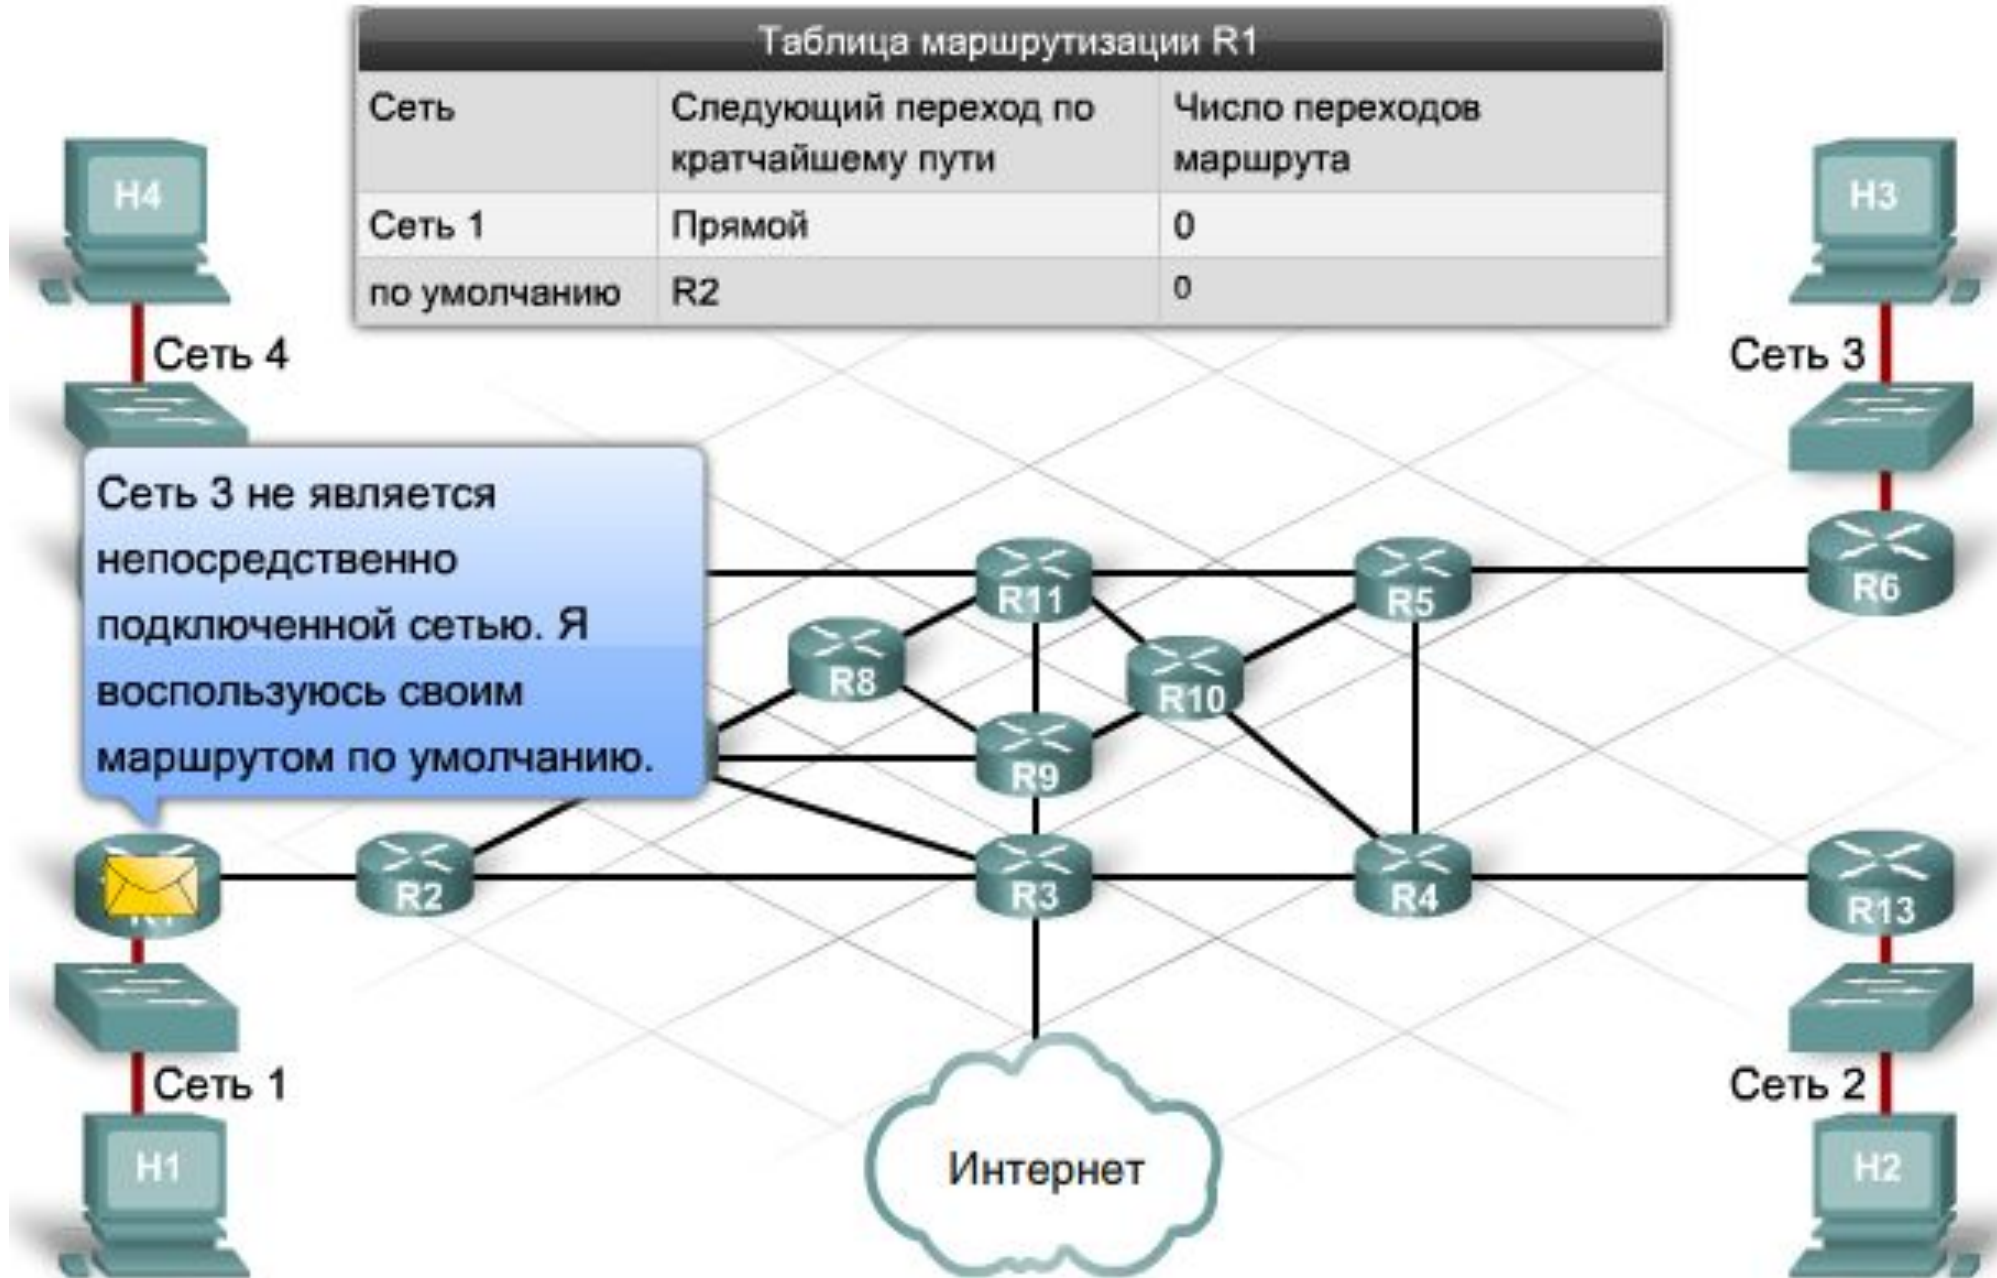 Таблица маршрутизации R1
Сеть
Следующий переход по
кратчайшему пути
Число переходов
маршрута
Сеть 1
Прямой
0
по умолчанию
R2
0
H4
H3
Сеть 4
Сеть 3
Сеть 3 не является
непосредственно
подключенной сетью. Я
воспользуюсь своим
маршрутом по умолчанию.
R11
R5
R6
R8
R10
R9
R2
R3
R4
R13
Сеть 1
Сеть 2
H1
Интернет
H2